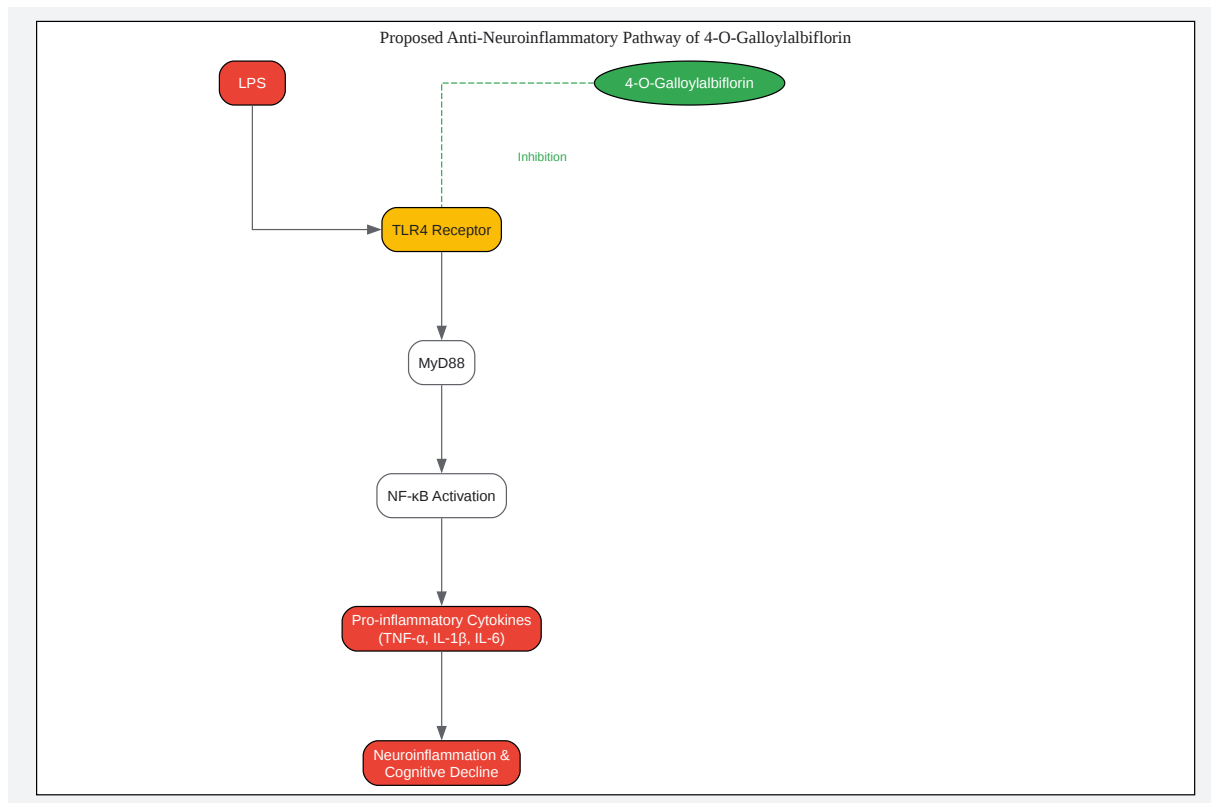 Proposed Anti-Neuroinflammatory Pathway of 4-O-Galloylalbiflorin
LPS
4-O-Galloylalbiflorin
Inhibition
TLR4 Receptor
MyD88
NF-κB Activation
Pro-inflammatory Cytokines
(TNF-α, IL-1β, IL-6)
Neuroinflammation &
Cognitive Decline